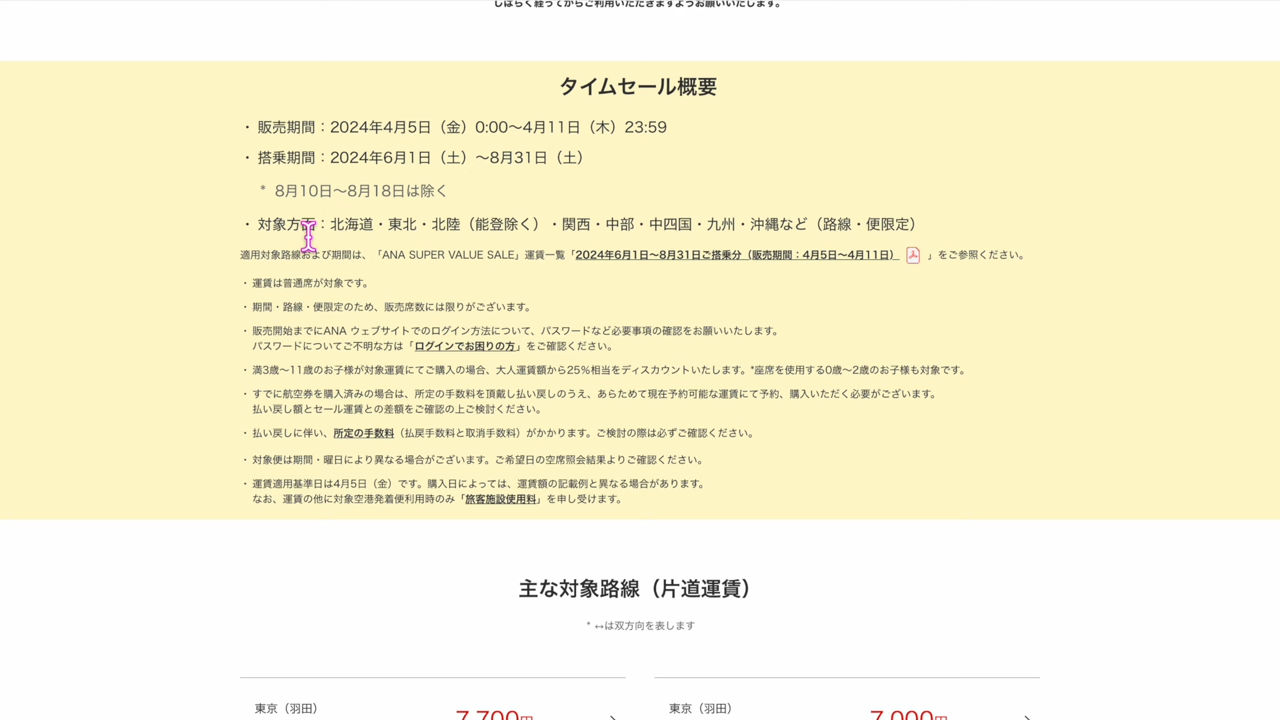 しばらく経ってからご利用いただきますようお願いいたします。
タイムセール概要
・ 販売期間：2024年4月5日（金）0:00〜4月11日（木）23:59
・ 搭乗期間：2024年6月1日（土）〜8月31日（土）
* 8月10日〜8月18日は除く
・ 対象方面：北海道・東北・北陸（能登除く）・関西・中部・中四国・九州・沖縄など（路線・便限定）
適用対象路線および期間は、「ANA SUPER VALUE SALE」運賃一覧「2024年6月1日〜8月31日ご搭乗分（販売期間：4月5日〜4月11日）」をご参照ください。
・ 運賃は普通席が対象です。
・ 期間・路線・便限定のため、販売席数には限りがございます。
・ 販売開始までにANA ウェブサイトでのログイン方法について、パスワードなど必要事項の確認をお願いいたします。
パスワードについてご不明な方は「ログインでお困りの方」をご確認ください。
・ 満3歳〜11歳のお子様が対象運賃にてご購入の場合、大人運賃額から25%相当をディスカウントいたします。*座席を使用する0歳〜2歳のお子様も対象です。
・ すでに航空券を購入済みの場合は、所定の手数料を頂戴し払い戻しのうえ、あらためて現在予約可能な運賃にて予約、購入いただく必要がございます。
払い戻し額とセール運賃との差額をご確認の上ご検討ください。
・ 払い戻しに伴い、所定の手数料（払戻手数料と取消手数料）がかかります。ご検討の際は必ずご確認ください。
・ 対象便は期間・曜日により異なる場合がございます。ご希望日の空席照会結果よりご確認ください。
・ 運賃適用基準日は4月5日（金）です。購入日によっては、運賃額の記載例と異なる場合があります。
なお、運賃の他に対象空港発着便利用時のみ「旅客施設使用料」を申し受けます。
主な対象路線（片道運賃）
* ↔は双方向を表します
東京（羽田）
7,700円
東京（羽田）
7,000円